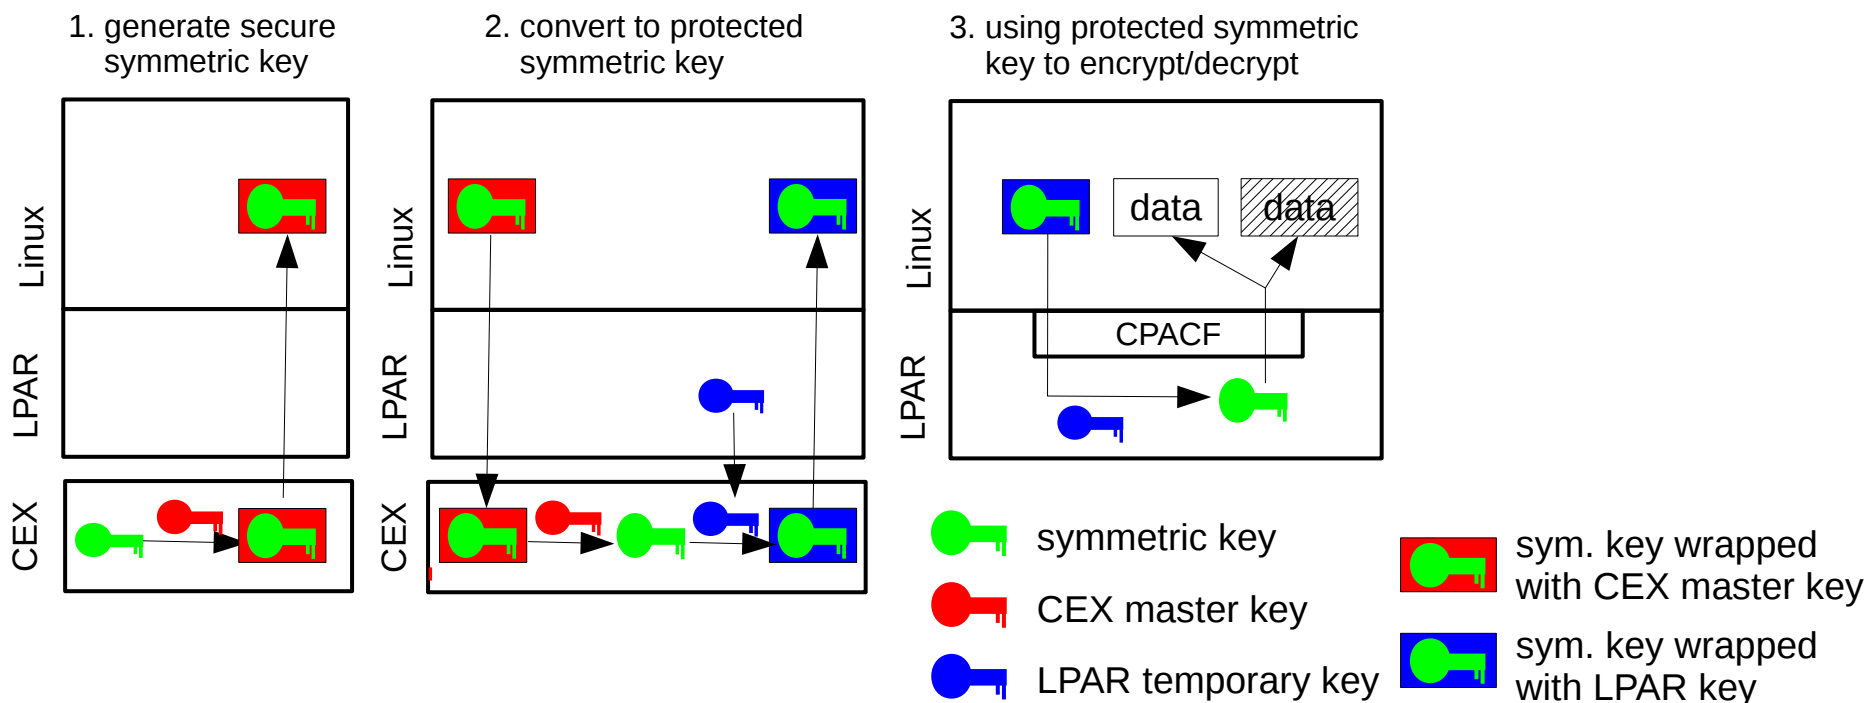 1. generate secure
symmetric key
2. convert to protected
symmetric key
3. using protected symmetric
key to encrypt/decrypt
Linux
LPAR
CEX
Linux
LPAR
CEX
Linux
data
data
CPACF
LPAR
symmetric key
CEX master key
LPAR temporary key
sym. key wrapped
with CEX master key
sym. key wrapped
with LPAR key